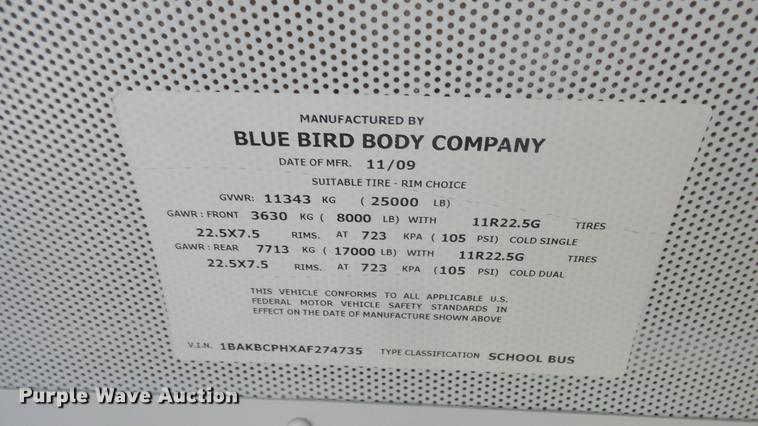 MANUFACTURED BY
BLUE BIRD BODY COMPANY
DATE OF MFR. 11/09
SUITABLE TIRE - RIM CHOICE
GVWR: 11343 KG ( 25000 LB)
GAWR : FRONT 3630 KG ( 8000 LB) WITH 11R22.5G TIRES
22.5X7.5 RIMS. AT 723 KPA ( 105 PSI) COLD SINGLE
GAWR : REAR 7713 KG ( 17000 LB) WITH 11R22.5G TIRES
22.5X7.5 RIMS. AT 723 KPA (105 PSI) COLD DUAL
THIS VEHICLE CONFORMS TO ALL APPLICABLE U.S.
FEDERAL MOTOR VEHICLE SAFETY STANDARDS IN
EFFECT ON THE DATE OF MANUFACTURE SHOWN ABOVE
V.I.N. 1BAKBCPHXAF274735 TYPE CLASSIFICATION SCHOOL BUS
Purple Wave Auction